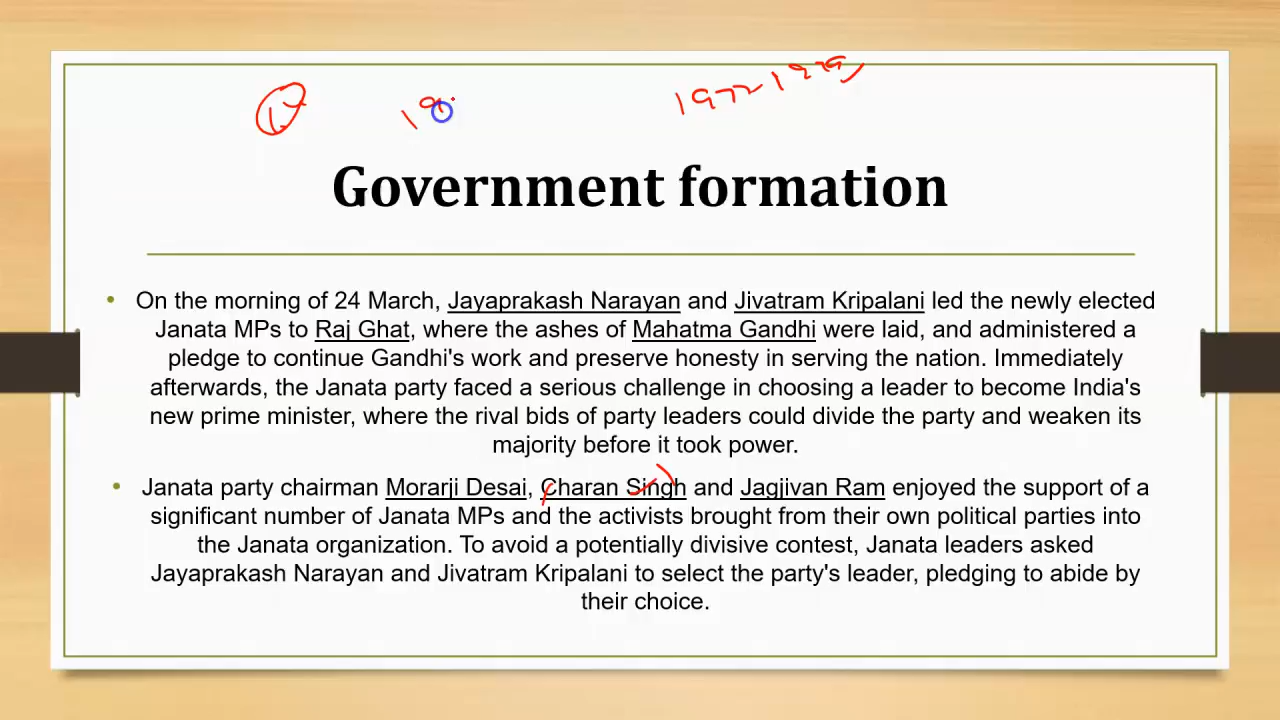 Government formation
• On the morning of 24 March, Jayaprakash Narayan and Jivatram Kripalani led the newly elected
Janata MPs to Raj Ghat, where the ashes of Mahatma Gandhi were laid, and administered a
pledge to continue Gandhi's work and preserve honesty in serving the nation. Immediately
afterwards, the Janata party faced a serious challenge in choosing a leader to become India's
new prime minister, where the rival bids of party leaders could divide the party and weaken its
majority before it took power.
• Janata party chairman Morarji Desai, Charan Singh and Jagjivan Ram enjoyed the support of a
significant number of Janata MPs and the activists brought from their own political parties into
the Janata organization. To avoid a potentially divisive contest, Janata leaders asked
Jayaprakash Narayan and Jivatram Kripalani to select the party's leader, pledging to abide by
their choice.